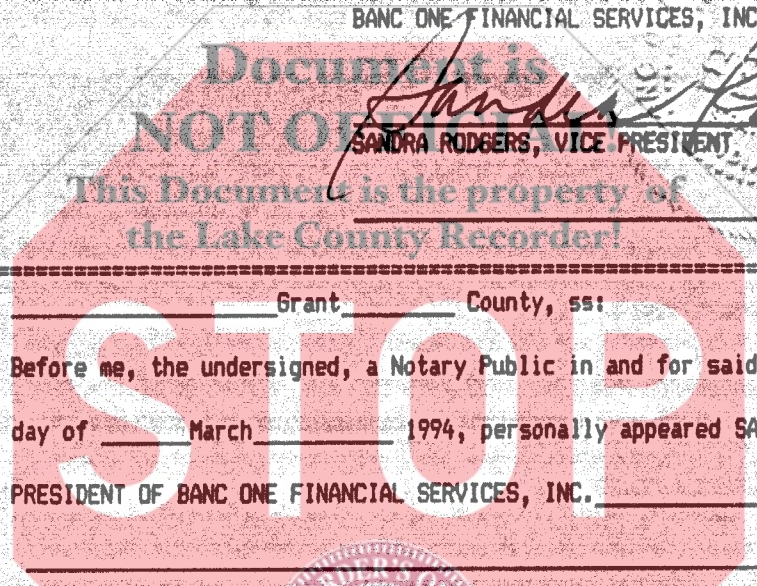 BANC ONE FINANCIAL SERVICES, INC
Document is
NOT OFFICIAL!
SANDRA RODGERS, VICE PRESIDENT
This Document is the property of
the Lake County Recorder!
Grant County, ss:
Before me, the undersigned, a Notary Public in and for said
day of March 1994, personally appeared SA
PRESIDENT OF BANC ONE FINANCIAL SERVICES, INC.
STOP